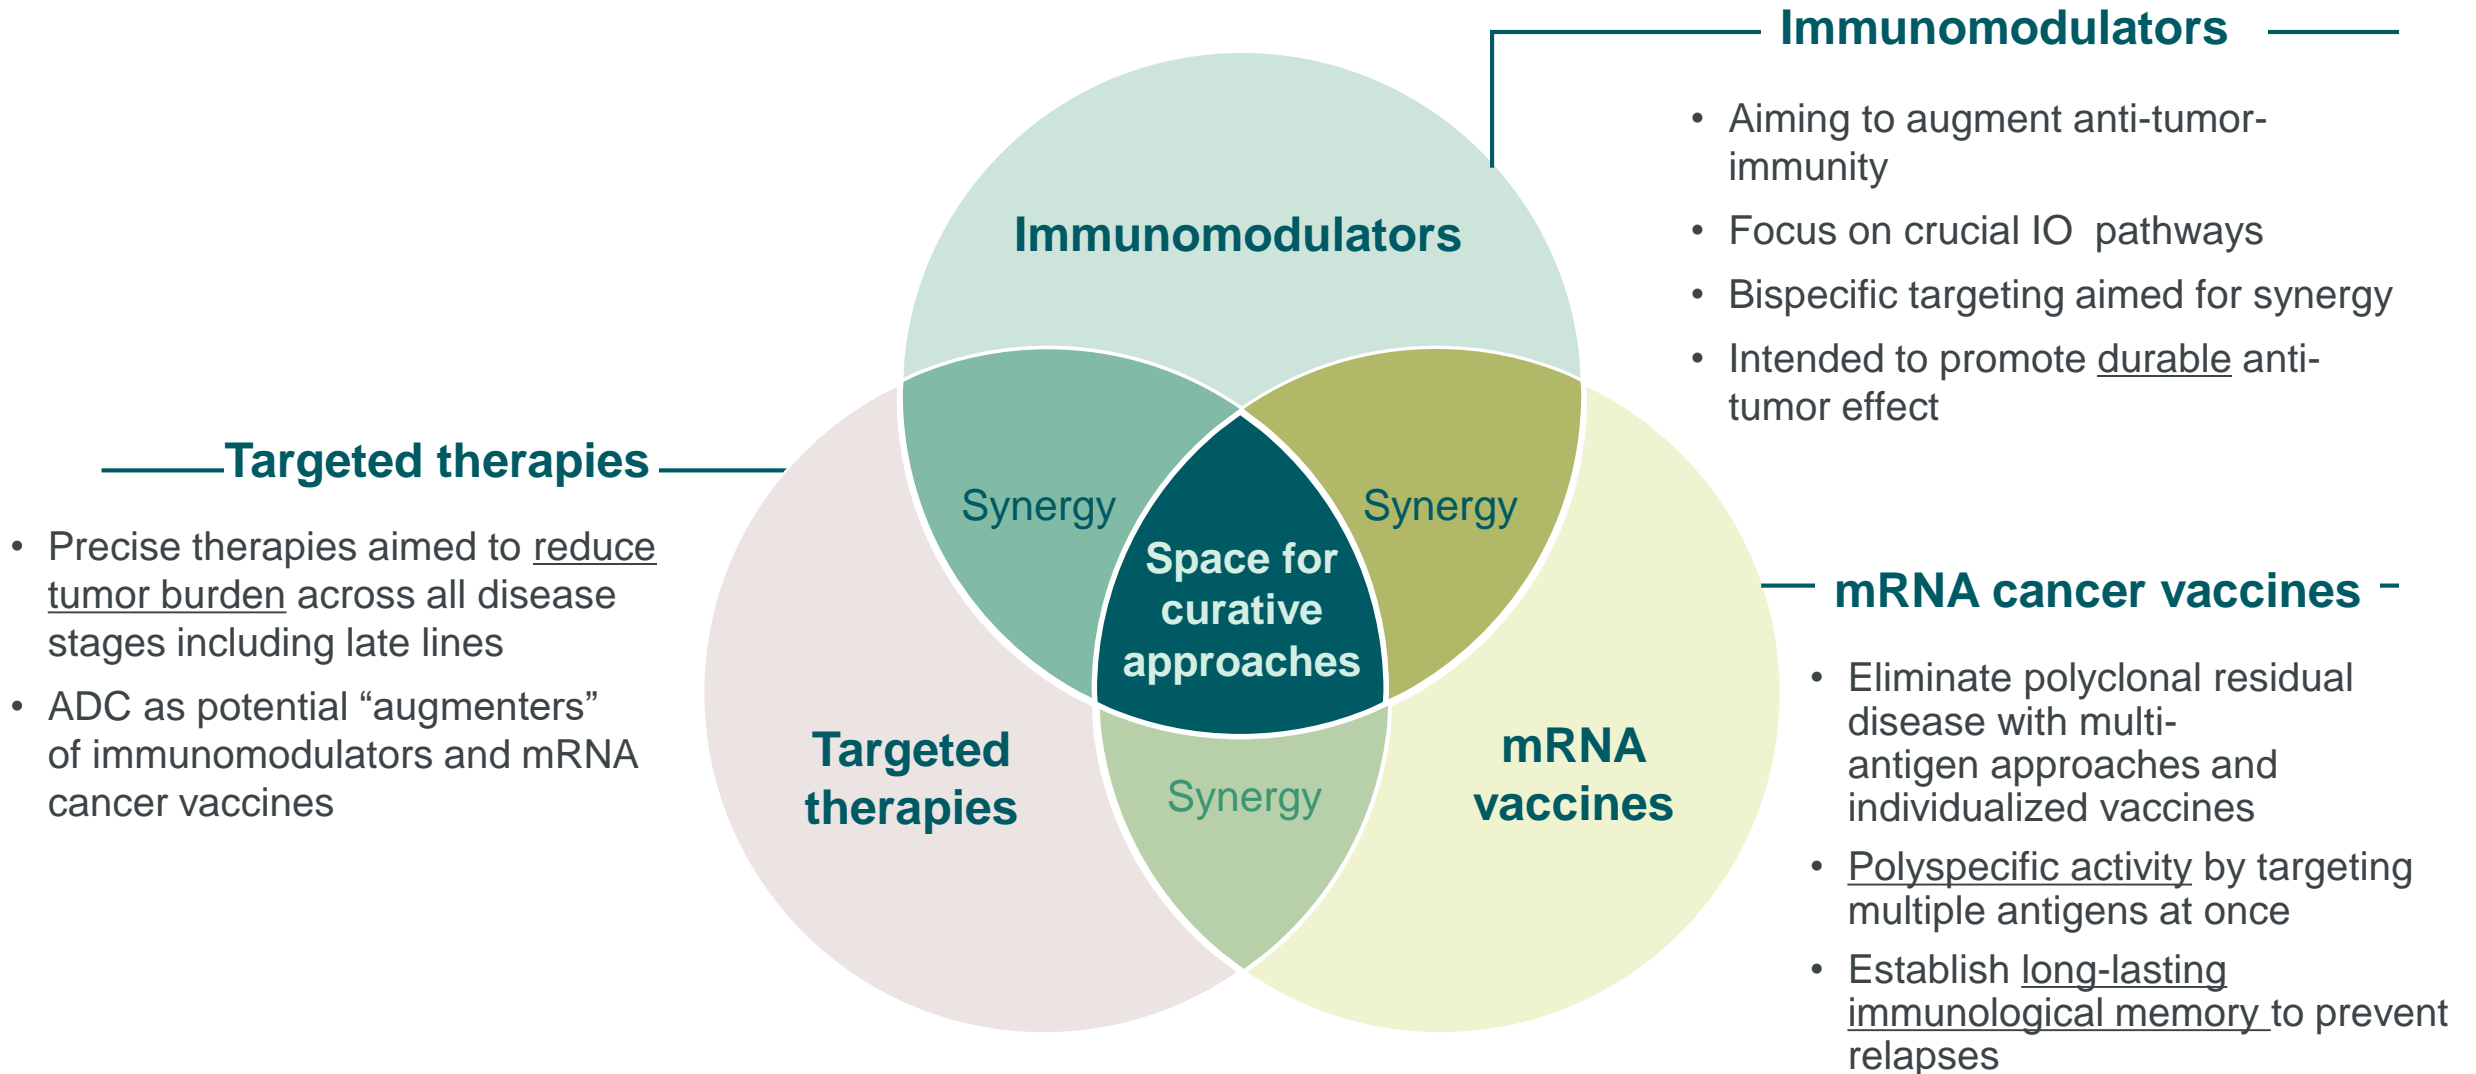 Immunomodulators
• Aiming to augment anti-tumor-
immunity
• Focus on crucial IO pathways
• Bispecific targeting aimed for synergy
• Intended to promote durable anti-
tumor effect
Targeted therapies
• Precise therapies aimed to reduce
tumor burden across all disease
stages including late lines
• ADC as potential “augmenters”
of immunomodulators and mRNA
cancer vaccines
Immunomodulators
Synergy
Synergy
Space for
curative
approaches
Targeted
therapies
Synergy
mRNA
vaccines
mRNA cancer vaccines
• Eliminate polyclonal residual
disease with multi-
antigen approaches and
individualized vaccines
• Polyspecific activity by targeting
multiple antigens at once
• Establish long-lasting
immunological memory to prevent
relapses